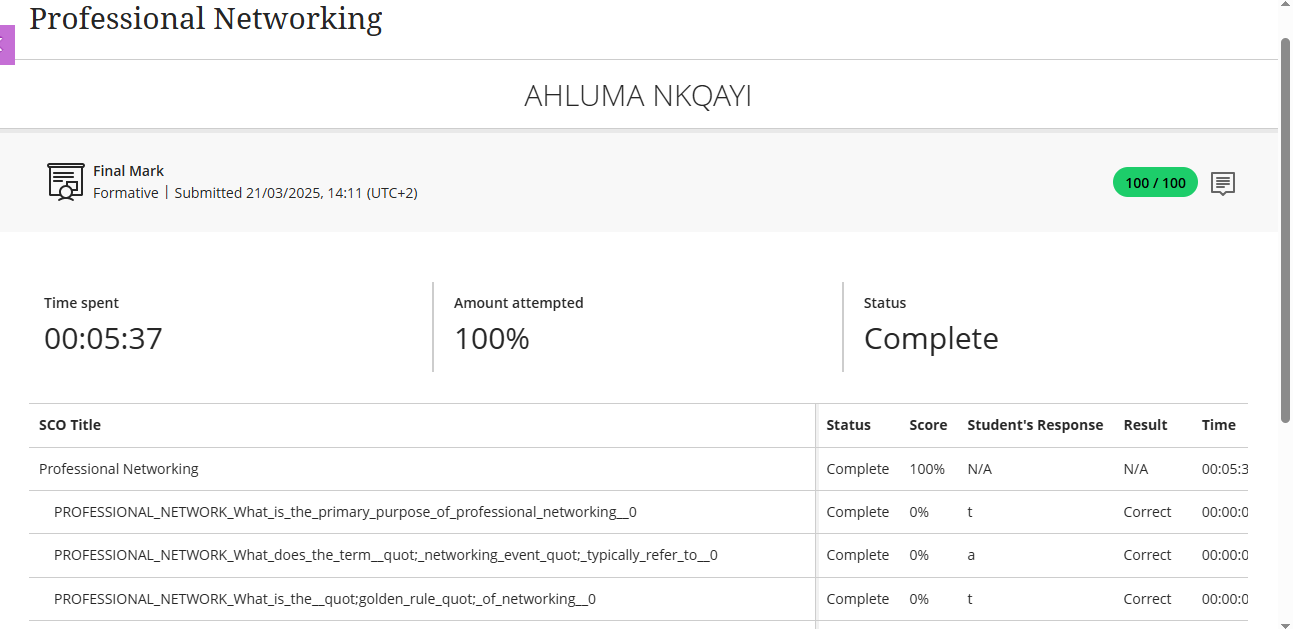 Professional Networking
AHLUMA NKQAYI
Final Mark
Formative | Submitted 21/03/2025, 14:11 (UTC+2)
100 / 100
Time spent
00:05:37
Amount attempted
100%
Status
Complete
SCO Title Status Score Student's Response Result Time
Professional Networking Complete 100% N/A N/A 00:05:3
PROFESSIONAL_NETWORK_What_is_the_primary_purpose_of_professional_networking__0 Complete 0% t Correct 00:00:0
PROFESSIONAL_NETWORK_What_does_the_term__quot;_networking_event_quot;_typically_refer_to__0 Complete 0% a Correct 00:00:0
PROFESSIONAL_NETWORK_What_is_the__quot;golden_rule_quot;_of_networking__0 Complete 0% t Correct 00:00:0